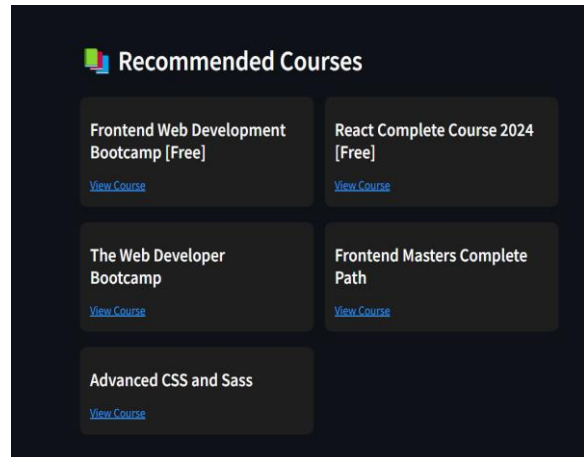 Recommended Courses
Frontend Web Development
Bootcamp [Free]
View Course
React Complete Course 2024
[Free]
View Course
The Web Developer
Bootcamp
View Course
Frontend Masters Complete
Path
View Course
Advanced CSS and Sass
View Course